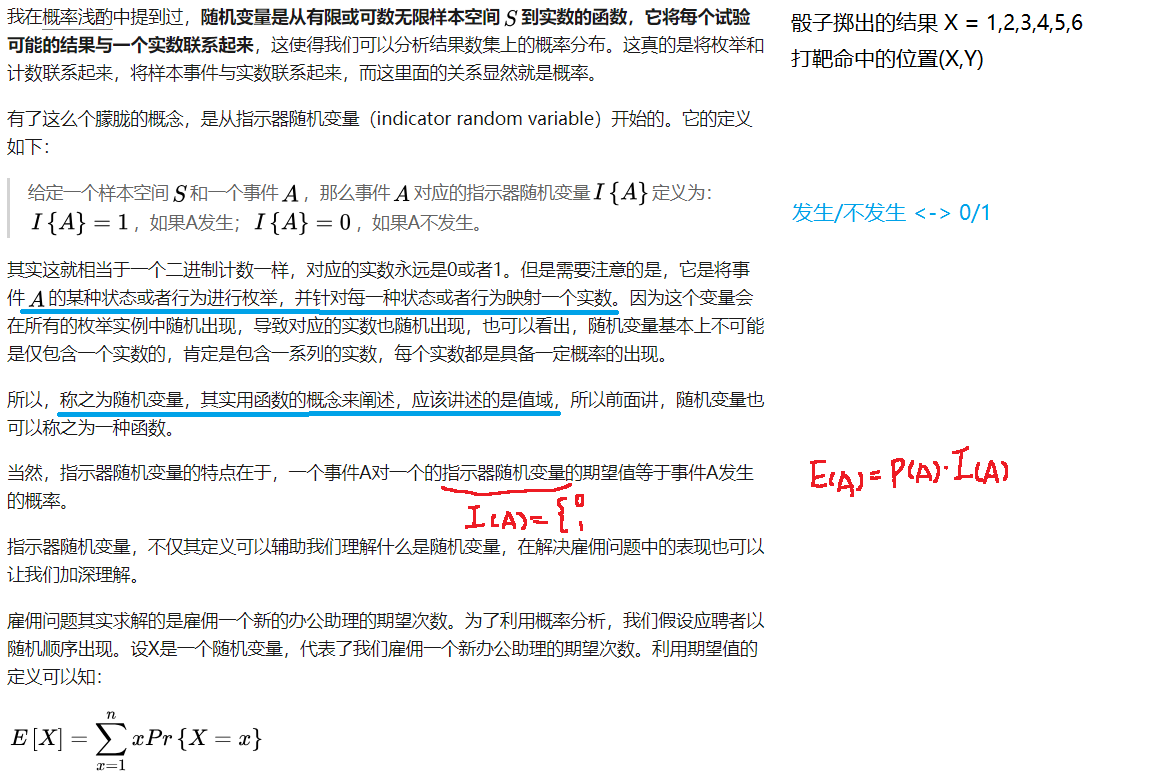 我在概率浅酌中提到过，随机变量是从有限或可数无限样本空间 S 到实数的函数，它将每个试验
可能的结果与一个实数联系起来，这使得我们可以分析结果数集上的概率分布。这真是将枚举和
计数联系起来，将样本事件与实数联系起来，而这里面的关系显然就是概率。
骰子掷出的结果 X = 1,2,3,4,5,6
打靶命中的位置(X,Y)
有了这么个朦胧的概念，是从指示器随机变量（indicator random variable）开始的。它的定义
如下：
给定一个样本空间 S 和一个事件 A ，那么事件 A 对应的指示器随机变量 I {A} 定义为：
I {A} = 1 ，如果A发生； I {A} = 0 ，如果A不发生。
发生/不发生 <-> 0/1
其实这就相当于一个二进制计数一样，对应的实数永远是0或者1。但是需要注意的是，它是将事
件 A 的某种状态或者行为进行枚举，并针对每一种状态或者行为映射一个实数。因为这个变量会
在所有的枚举实例中随机出现，导致对应的实数也随机出现，也可以看出，随机变量基本上不可能
是仅包含一个实数的，肯定是包含一系列的实数，每个实数都是具备一定概率的出现。
所以，称之为随机变量，其实用函数的概念来阐述，应该讲述的是值域，所以前面讲，随机变量也
可以称之为一种函数。
当然，指示器随机变量的特点在于，一个事件A对一个的指示器随机变量的期望值等于事件A发生
的概率。
I(A)={0
1
E(A)=P(A)·I(A)
指示器随机变量，不仅其定义可以辅助我们理解什么是随机变量，在解决雇佣问题中的表现也可以
让我们加深理解。
雇佣问题其实求解的是雇佣一个新的办公助理的期望次数。为了利用概率分析，我们假设应聘者以
随机顺序出现。设X是一个随机变量，代表了我们雇佣一个新办公助理的期望次数。利用期望值的
定义可以知：
E [X] = ∑_{x=1}^{n} xPr {X = x}